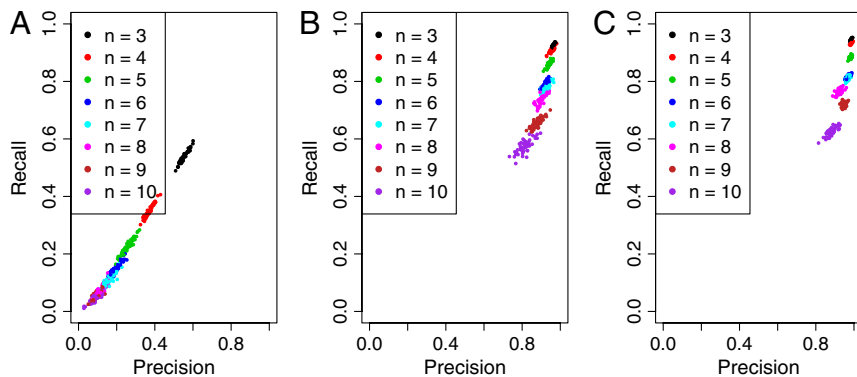 A
n = 3
n = 4
n = 5
n = 6
n = 7
n = 8
n = 9
n = 10
Recall
0.0 0.2 0.4 0.6 0.8 1.0
0.0 0.4 0.8
Precision
B
n = 3
n = 4
n = 5
n = 6
n = 7
n = 8
n = 9
n = 10
Recall
0.0 0.2 0.4 0.6 0.8 1.0
0.0 0.4 0.8
Precision
C
n = 3
n = 4
n = 5
n = 6
n = 7
n = 8
n = 9
n = 10
Recall
0.0 0.2 0.4 0.6 0.8 1.0
0.0 0.4 0.8
Precision